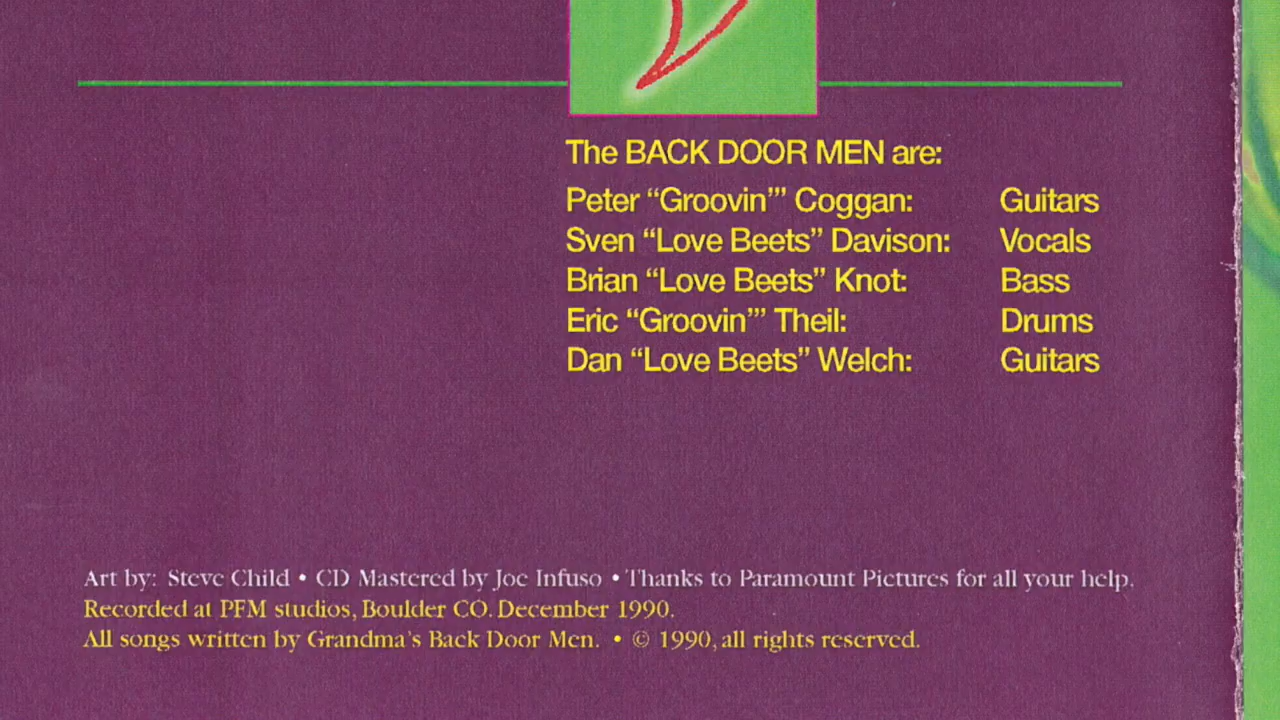 The BACK DOOR MEN are:
Peter “Groovin’” Coggan: Guitars
Sven “Love Beets” Davison: Vocals
Brian “Love Beets” Knot: Bass
Eric “Groovin’” Theil: Drums
Dan “Love Beets” Welch: Guitars
Art by: Steve Child • CD Mastered by Joe Infuso • Thanks to Paramount Pictures for all your help.
Recorded at PFM studios, Boulder CO. December 1990.
All songs written by Grandma’s Back Door Men. • © 1990, all rights reserved.